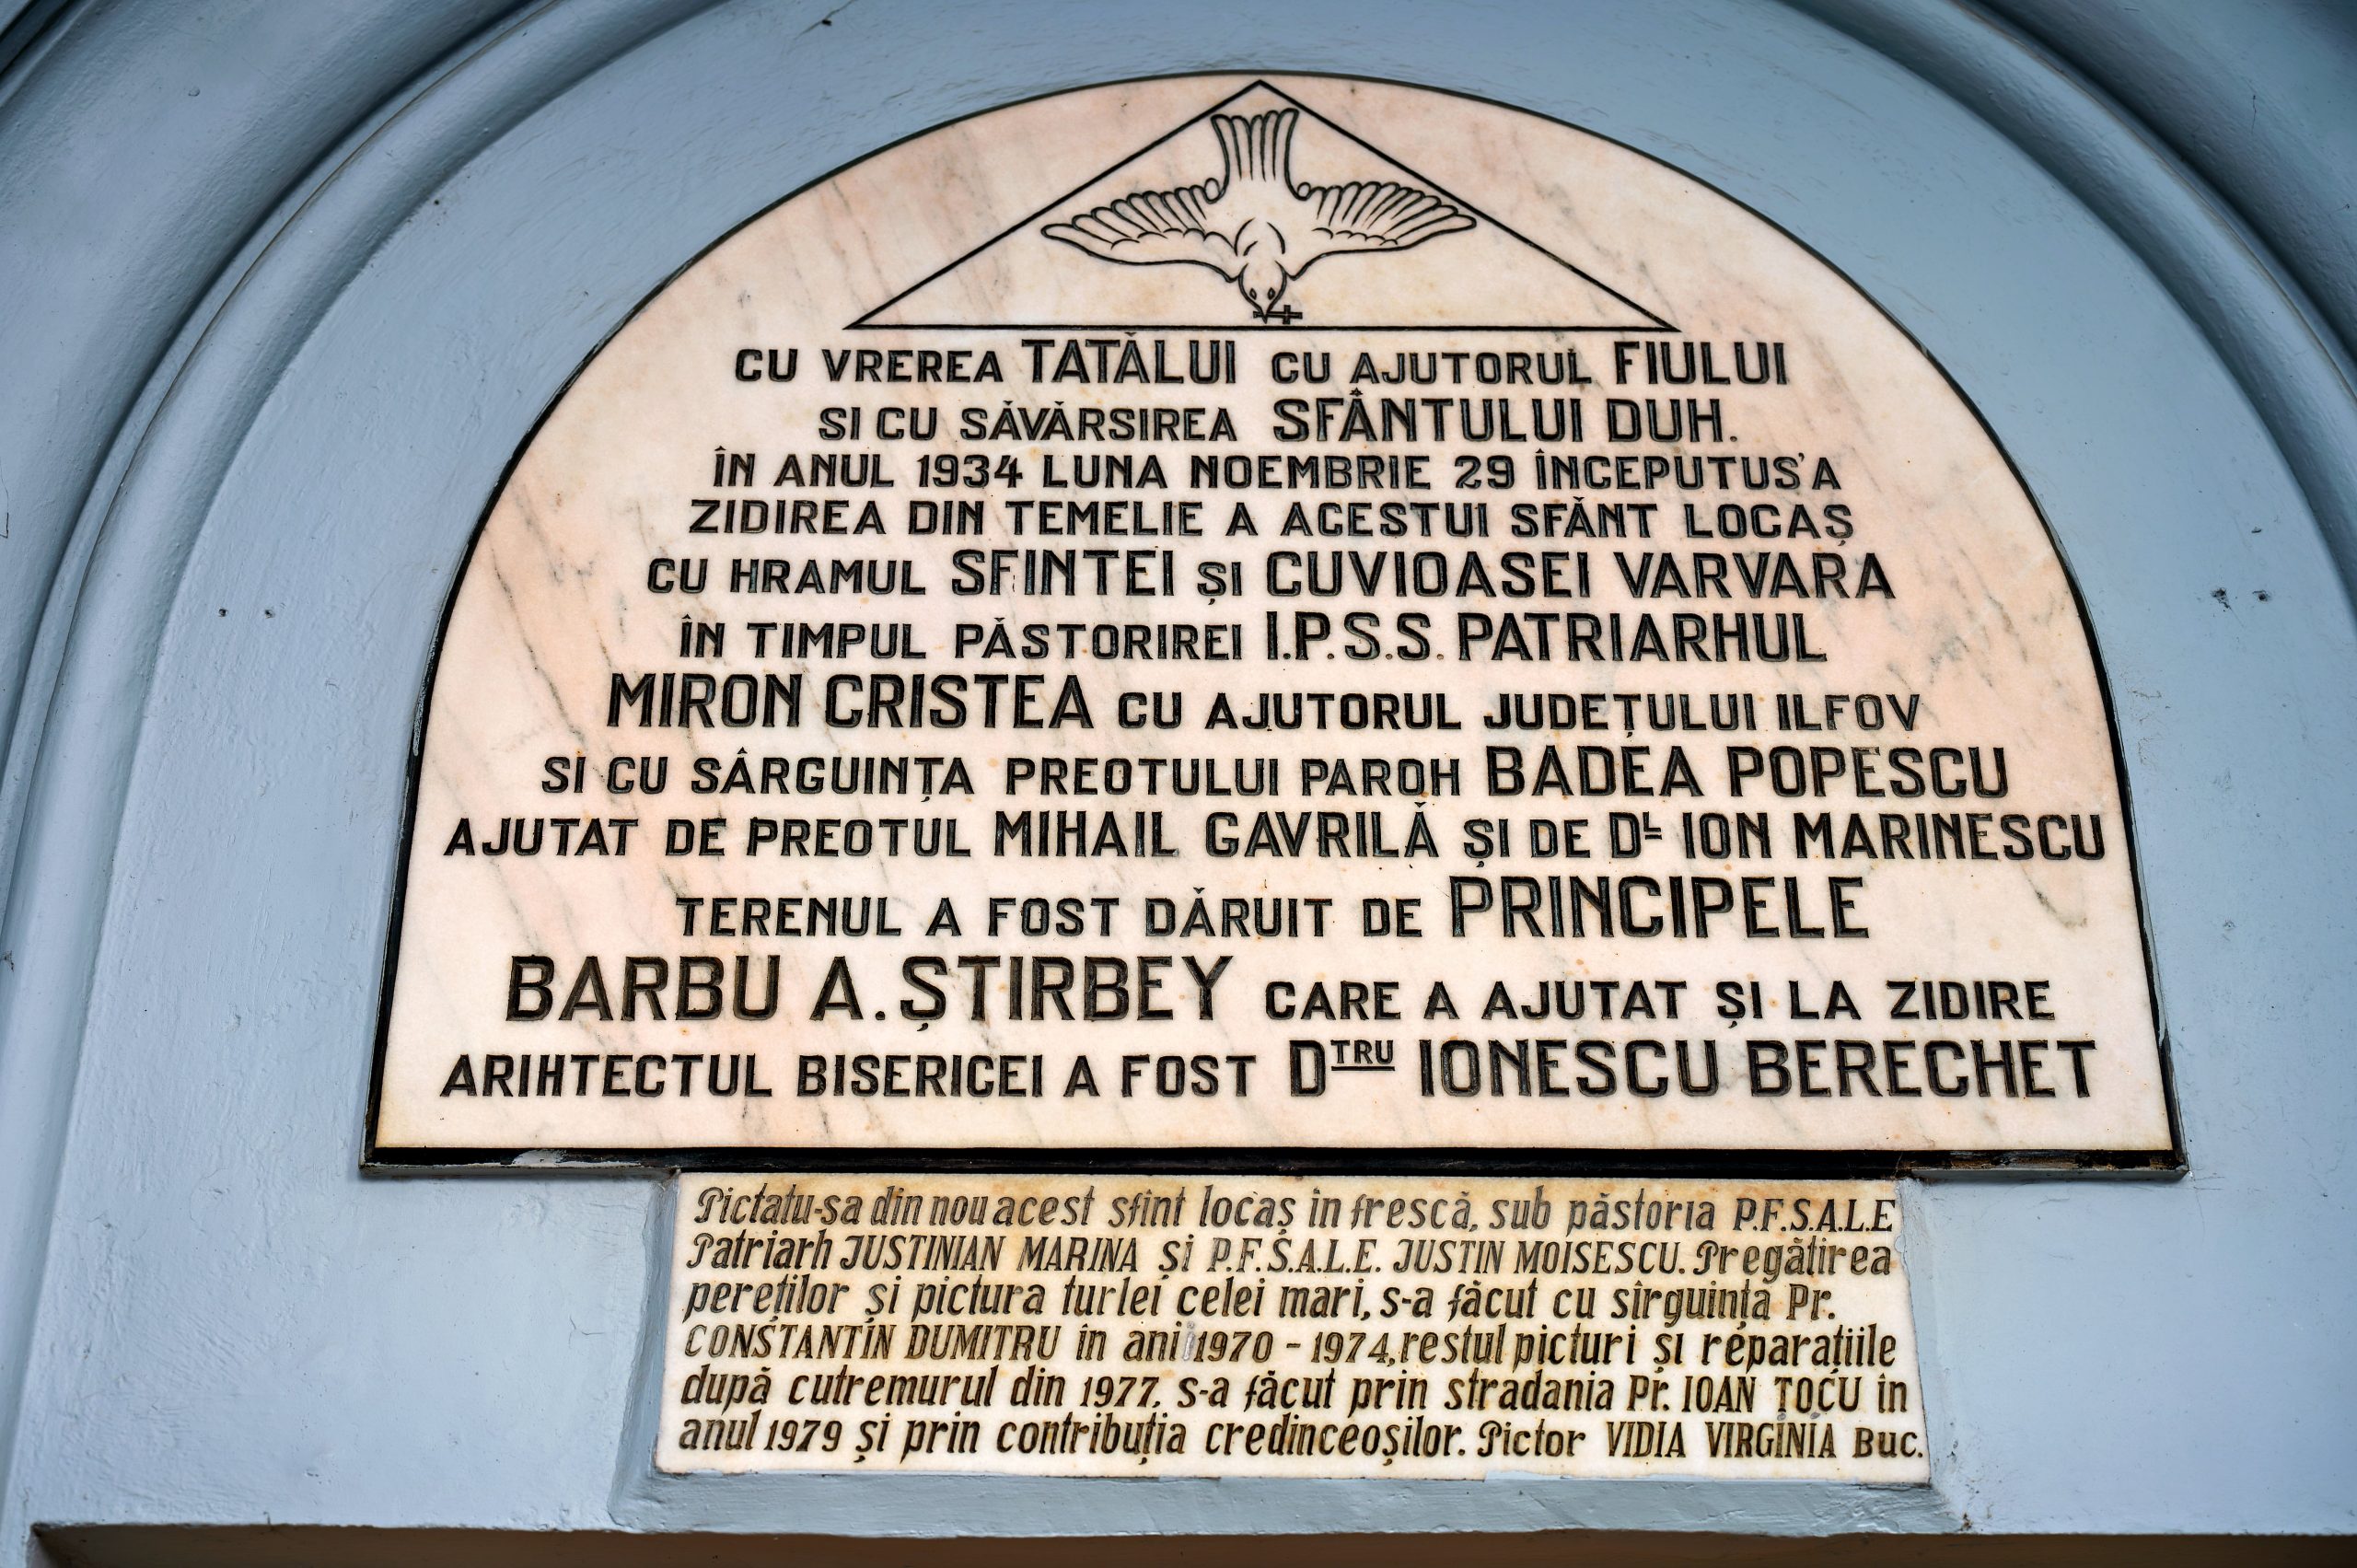 CU VREREA TATĂLUI CU AJUTORUL FIULUI
SI CU SĂVĂRSIREA SFÂNTULUI DUH.
ÎN ANUL 1934 LUNA NOEMBRIE 29 ÎNCEPUTUS'A
ZIDIREA DIN TEMELIE A ACESTUI SFĂNT LOCAȘ
CU HRAMUL SFINTEI ȘI CUVIOASEI VARVARA
ÎN TIMPUL PĂSTORIREI I.P.S.S. PATRIARHUL
MIRON CRISTEA CU AJUTORUL JUDEȚULUI ILFOV
SI CU SÂRGUINȚA PREOTULUI PAROH BADEA POPESCU
AJUTAT DE PREOTUL MIHAIL GAVRILĂ ȘI DE DL ION MARINESCU
TERENUL A FOST DĂRUIT DE PRINCIPELE
BARBU A. ȘTIRBEY CARE A AJUTAT ȘI LA ZIDIRE
ARIHTECTUL BISERICEI A FOST DTRU IONESCU BERECHET
Pictatu-sa din nou acest sfint locaș in frescă, sub păstoria P.F.S.A.L.E
Patriarh JUSTINIAN MARINA și P.F.S.A.L.E. JUSTIN MOISESCU. Pregătirea
pereților și pictura turlei celei mari, s-a făcut cu sîrguința Pr.
CONSTANTIN DUMITRU în ani 1970 - 1974, restul picturi și reparațiile
după cutremurul din 1977, s-a făcut prin stradania Pr. IOAN TOCU în
anul 1979 și prin contribuția credinceoșilor. Pictor VIDIA VIRGINIA Buc.